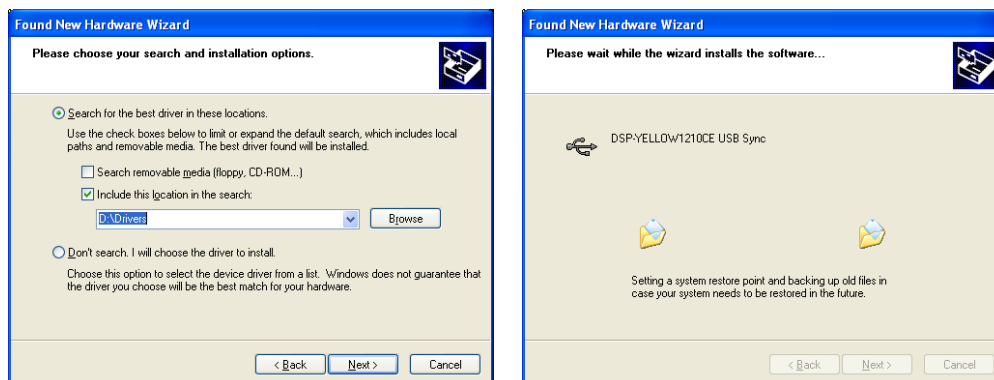 Found New Hardware Wizard
Please choose your search and installation options.
Search for the best driver in these locations.
Use the check boxes below to limit or expand the default search, which includes local
paths and removable media. The best driver found will be installed.
Search removable media (floppy, CD-ROM...)
Include this location in the search:
D:\Drivers
Browse
Don't search. I will choose the driver to install.
Choose this option to select the device driver from a list. Windows does not guarantee that
the driver you choose will be the best match for your hardware.
< Back
Next >
Cancel
Found New Hardware Wizard
Please wait while the wizard installs the software...
DSP-YELLOW1210CE USB Sync
Setting a system restore point and backing up old files in
case your system needs to be restored in the future.
< Back
Next >
Cancel